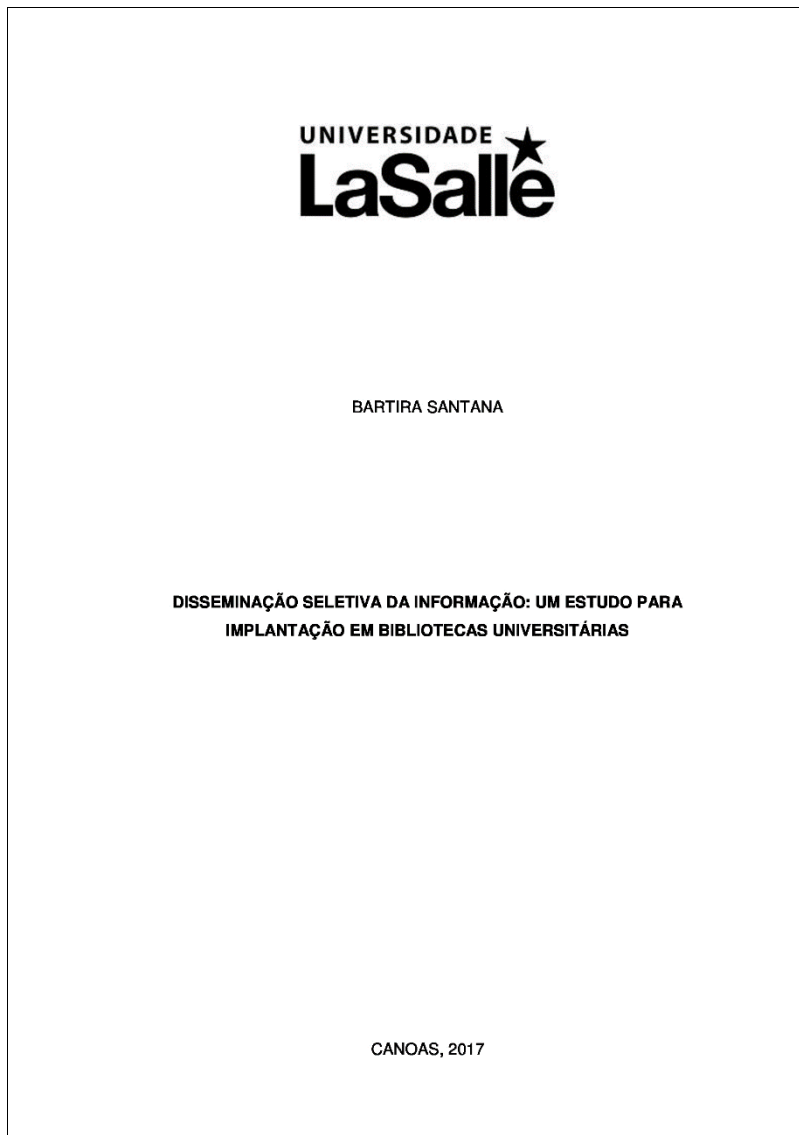 UNIVERSIDADE
LaSalle
BARTIRA SANTANA
DISSEMINAÇÃO SELETIVA DA INFORMAÇÃO: UM ESTUDO PARA
IMPLANTAÇÃO EM BIBLIOTECAS UNIVERSITÁRIAS
CANOAS, 2017